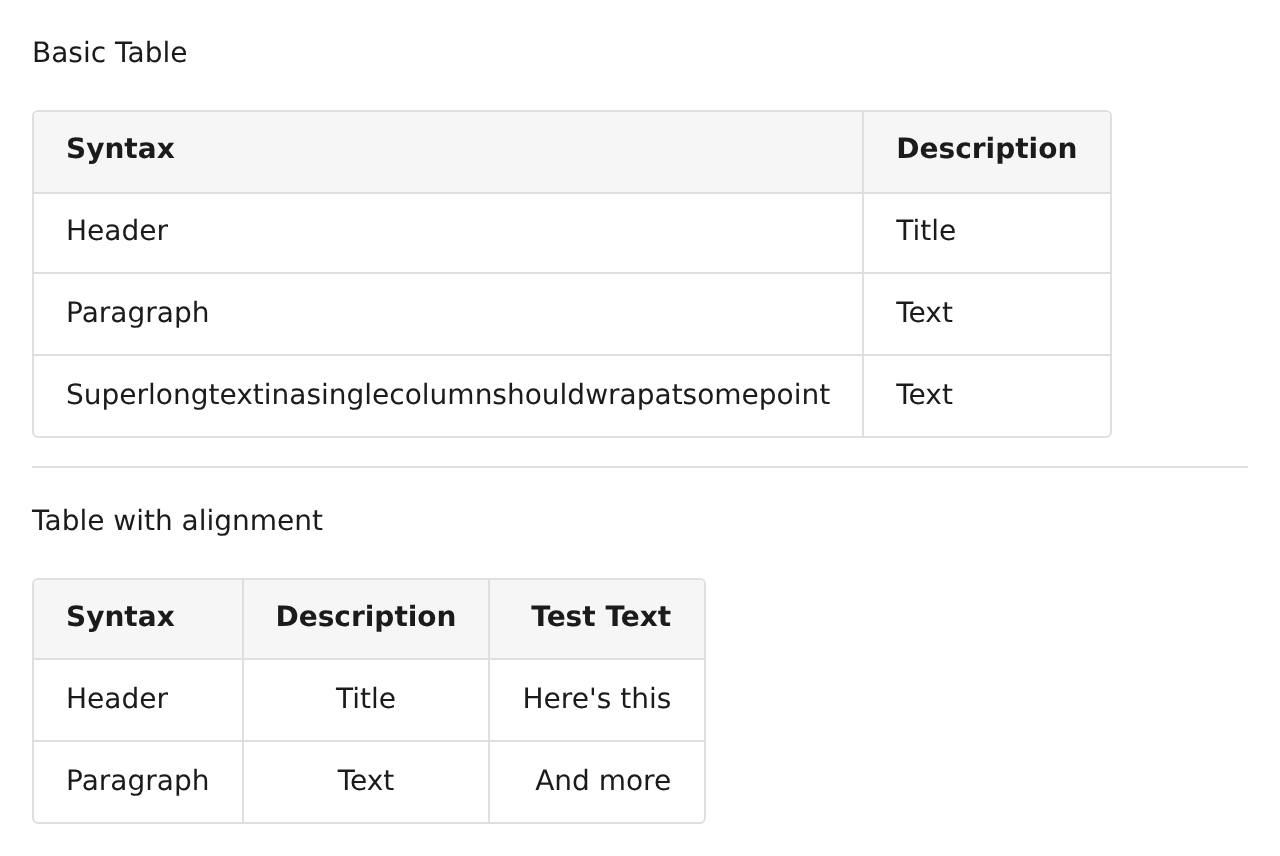 Basic Table
Syntax Description
Header Title
Paragraph Text
Superlongtextinasinglecolumnshouldwrapatsomepoint Text
Table with alignment
Syntax Description Test Text
Header Title Here's this
Paragraph Text And more